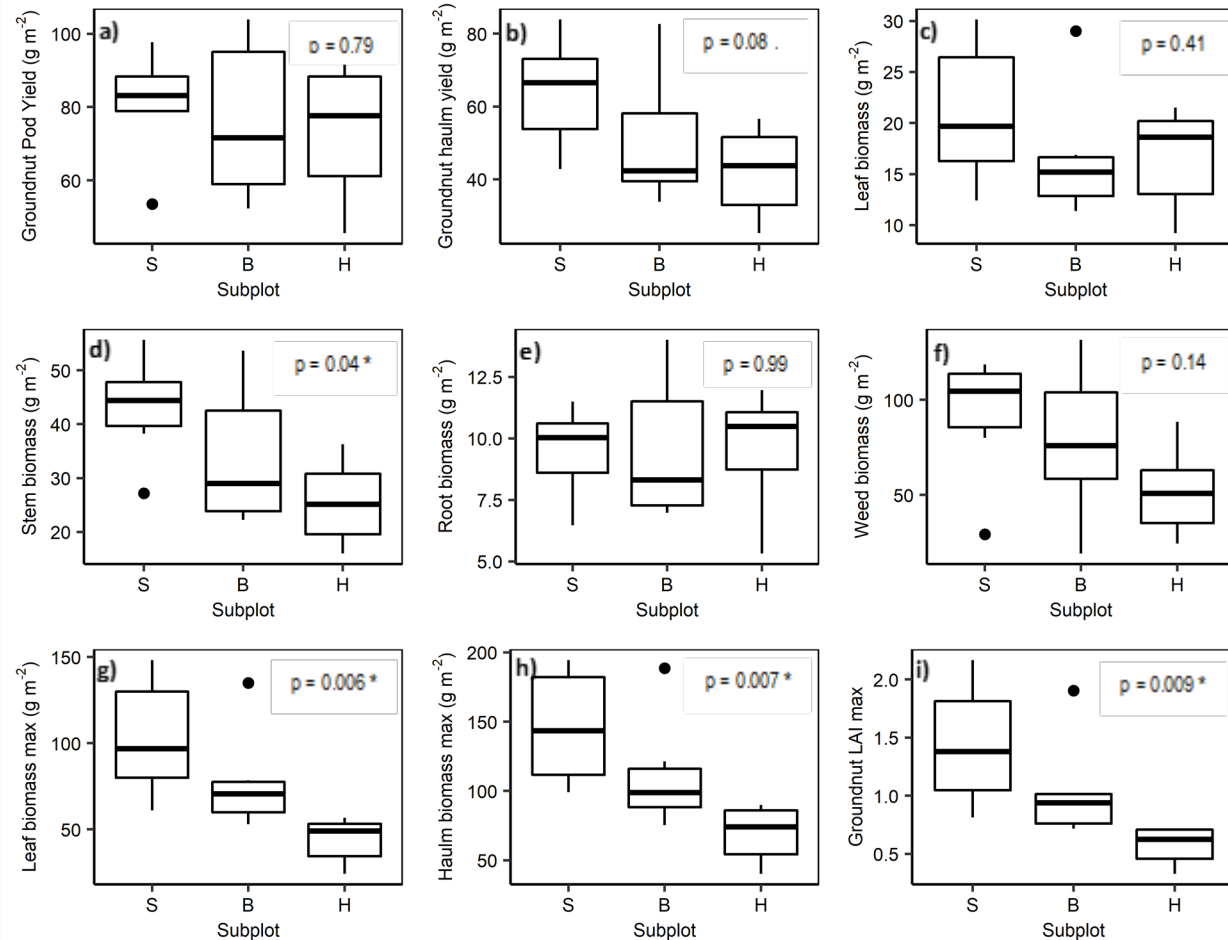 a)
p = 0.79
Groundnut Pod Yield (g m⁻²)
100
80
60
S B H
Subplot
b)
p = 0.08 .
Groundnut haulm yield (g m⁻²)
80
60
40
S B H
Subplot
c)
p = 0.41
Leaf biomass (g m⁻²)
30
25
20
15
10
S B H
Subplot
d)
p = 0.04 *
Stem biomass (g m⁻²)
50
40
30
20
S B H
Subplot
e)
p = 0.99
Root biomass (g m⁻²)
12.5
10.0
7.5
5.0
S B H
Subplot
f)
p = 0.14
Weed biomass (g m⁻²)
100
50
S B H
Subplot
g)
p = 0.006 *
Leaf biomass max (g m⁻²)
150
100
50
S B H
Subplot
h)
p = 0.007 *
Haulm biomass max (g m⁻²)
200
150
100
50
S B H
Subplot
i)
p = 0.009 *
Groundnut LAI max
2.0
1.5
1.0
0.5
S B H
Subplot